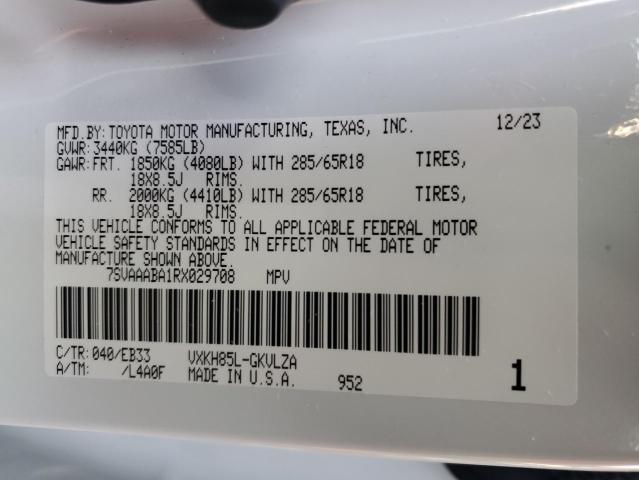 MFD.BY:TOYOTA MOTOR MANUFACTURING, TEXAS, INC. 12/23
GVWR:3440KG (7585LB)
GAWR:FRT. 1850KG (4080LB) WITH 285/65R18 TIRES,
18X8.5J RIMS.
RR. 2000KG (4410LB) WITH 285/65R18 TIRES,
18X8.5J RIMS.
THIS VEHICLE CONFORMS TO ALL APPLICABLE FEDERAL MOTOR
VEHICLE SAFETY STANDARDS IN EFFECT ON THE DATE OF
MANUFACTURE SHOWN ABOVE.
7SVAAABA1RX029708 MPV
C/TR:040/EB33 VXKH85L-GKVLZA
A/TM: /L4A0F MADE IN U.S.A. 952 1